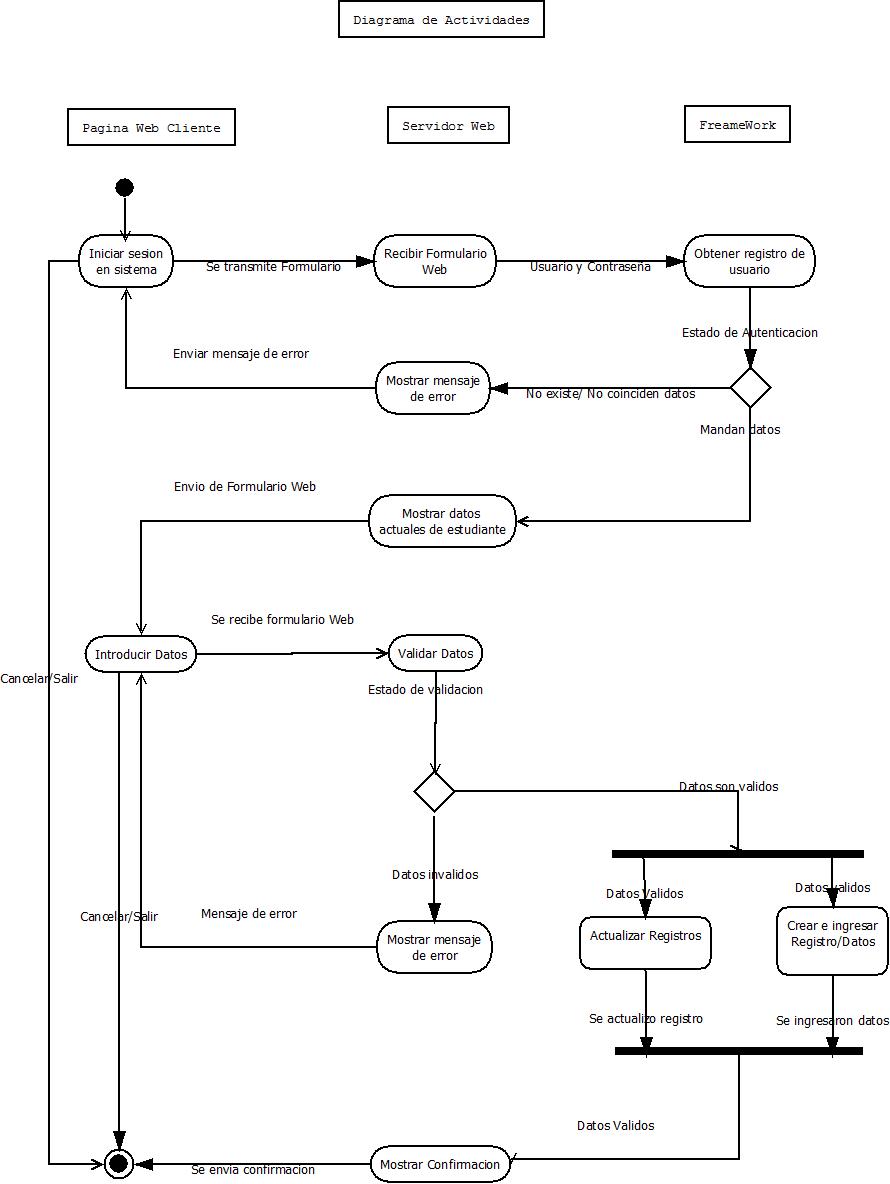 Diagrama de Actividades
Pagina Web Cliente
Servidor Web
FreameWork
Iniciar sesion
en sistema
Se transmite Formulario
Recibir Formulario
Web
Usuario y Contraseña
Obtener registro de
usuario
Estado de Autenticacion
Enviar mensaje de error
Mostrar mensaje
de error
No existe/ No coinciden datos
Mandan datos
Envio de Formulario Web
Mostrar datos
actuales de estudiante
Se recibe formulario Web
Introducir Datos
Validar Datos
Cancelar/Salir
Estado de validacion
Datos son validos
Datos invalidos
Datos Validos
Datos validos
Cancelar/Salir
Mensaje de error
Mostrar mensaje
de error
Actualizar Registros
Crear e ingresar
Registro/Datos
Se actualizo registro
Se ingresaron datos
Datos Validos
Mostrar Confirmacion
Se envia confirmacion